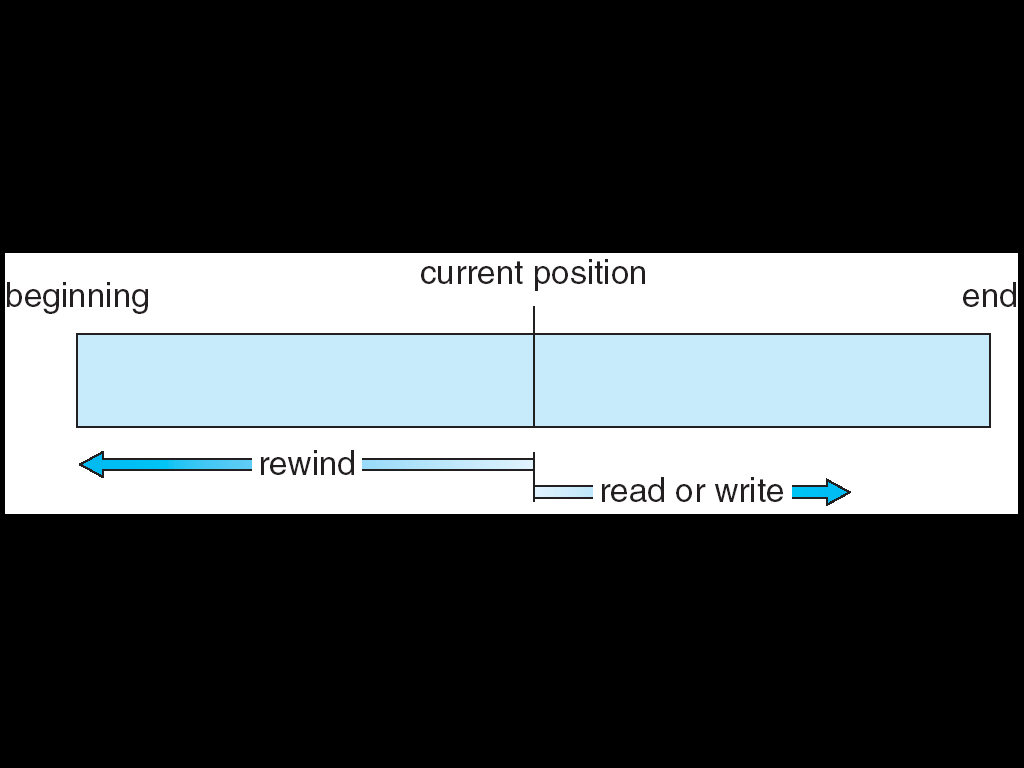 current position
beginning
end
rewind
read or write